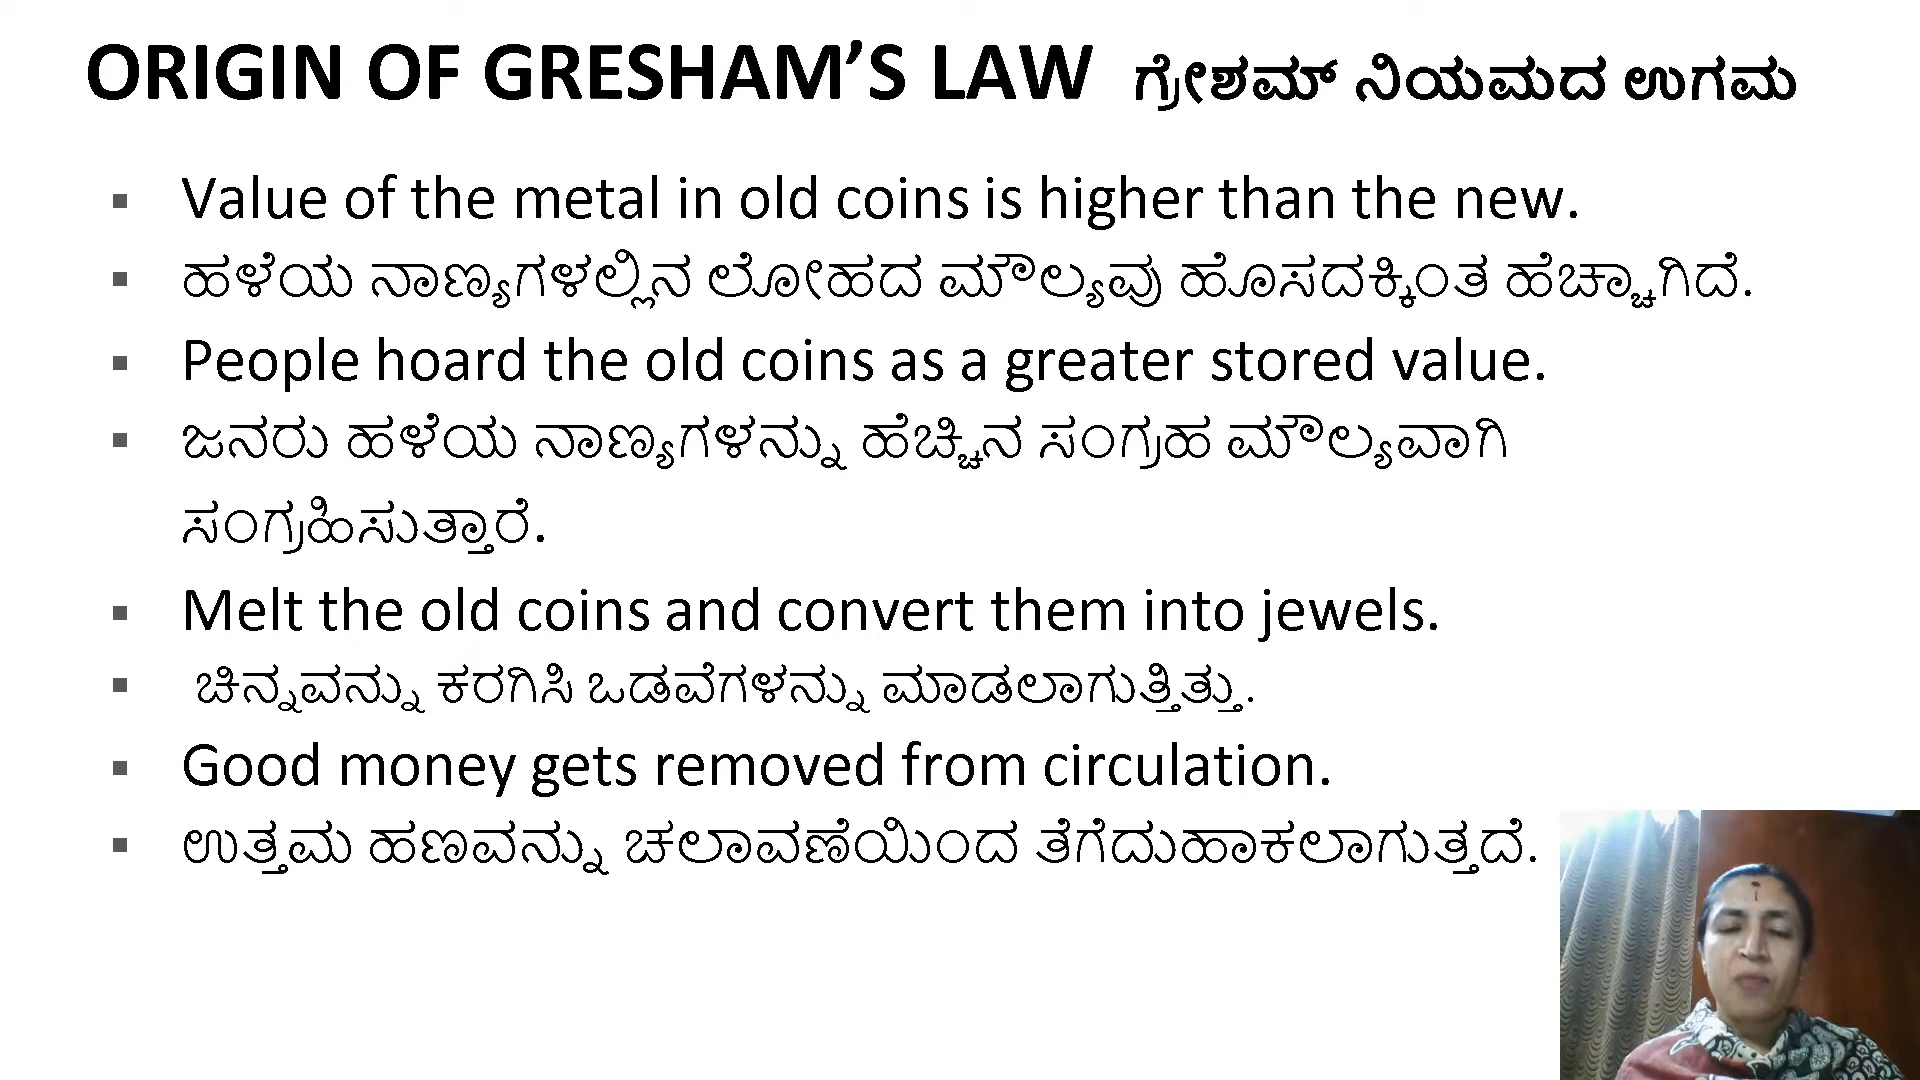 ORIGIN OF GRESHAM’S LAW ಗ್ರೇಶಮ್ ನಿಯಮದ ಉಗಮ
▪ Value of the metal in old coins is higher than the new.
▪ ಹಳೆಯ ನಾಣ್ಯಗಳಲ್ಲಿನ ಲೋಹದ ಮೌಲ್ಯವು ಹೊಸದಕ್ಕಿಂತ ಹೆಚ್ಚಾಗಿದೆ.
▪ People hoard the old coins as a greater stored value.
▪ ಜನರು ಹಳೆಯ ನಾಣ್ಯಗಳನ್ನು ಹೆಚ್ಚಿನ ಸಂಗ್ರಹ ಮೌಲ್ಯವಾಗಿ
ಸಂಗ್ರಹಿಸುತ್ತಾರೆ.
▪ Melt the old coins and convert them into jewels.
▪ ಚಿನ್ನವನ್ನು ಕರಗಿಸಿ ಒಡವೆಗಳನ್ನು ಮಾಡಲಾಗುತ್ತಿತ್ತು.
▪ Good money gets removed from circulation.
▪ ಉತ್ತಮ ಹಣವನ್ನು ಚಲಾವಣೆಯಿಂದ ತೆಗೆದುಹಾಕಲಾಗುತ್ತದೆ.